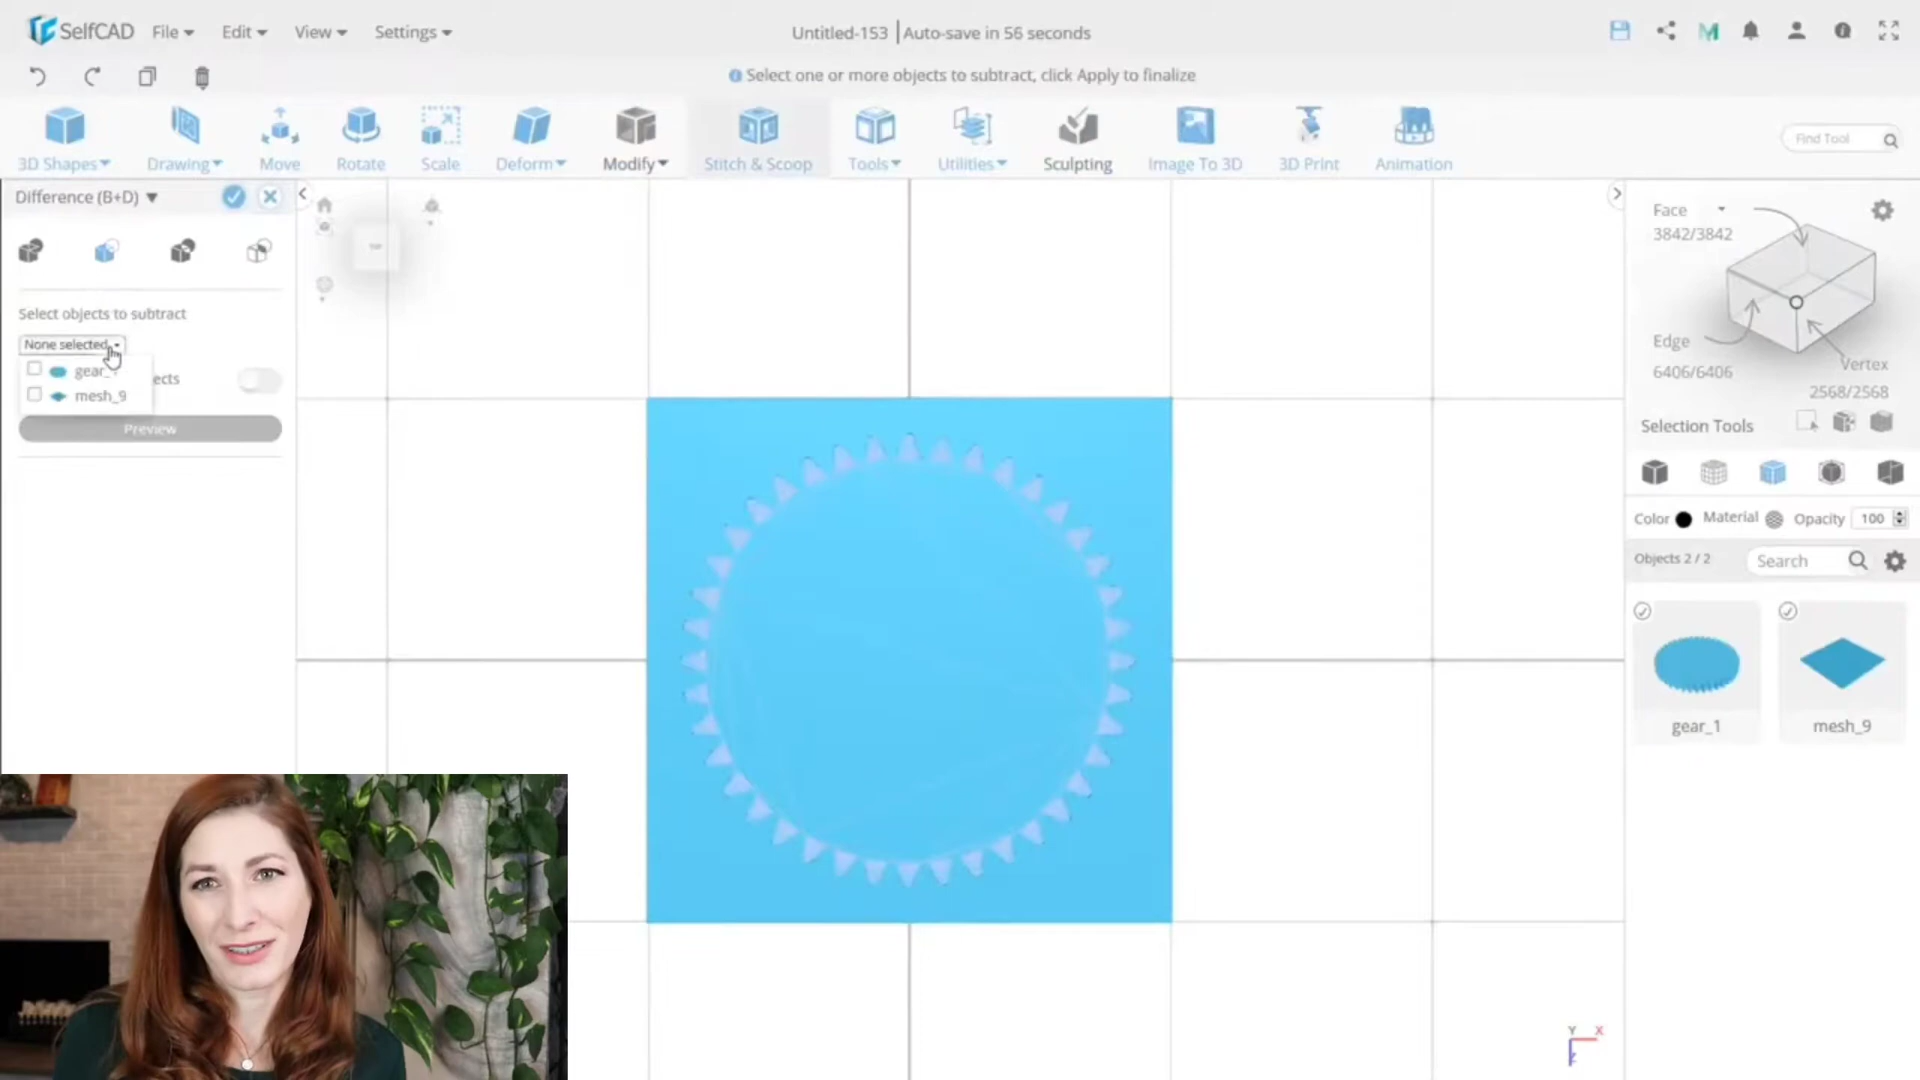 SelfCAD File Edit View Settings Untitled-153 Auto-save in 56 seconds
Select one or more objects to subtract, click Apply to finalize
3D Shapes Drawing Move Rotate Scale Deform Modify Stitch & Scoop Tools Utilities Sculpting Image To 3D 3D Print Animation Find Tool
Difference (B+D)
Select objects to subtract
None selected
gear_
ects
mesh_9
Preview
TOP
Face
3842/3842
Edge
6406/6406
Vertex
2568/2568
Selection Tools
Color Material Opacity 100
Objects 2 / 2 Search
gear_1 mesh_9
Y X
Z